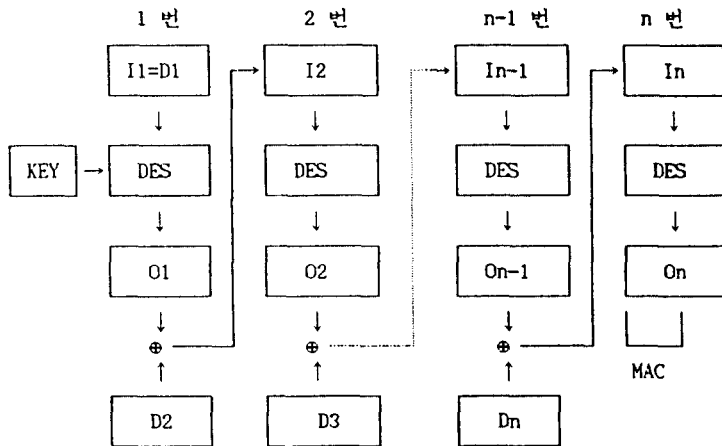 1 번 2 번 n-1 번 n 번
I1=D1 I2 In-1 In
KEY DES DES DES DES
O1 O2 On-1 On
MAC
D2 D3 Dn